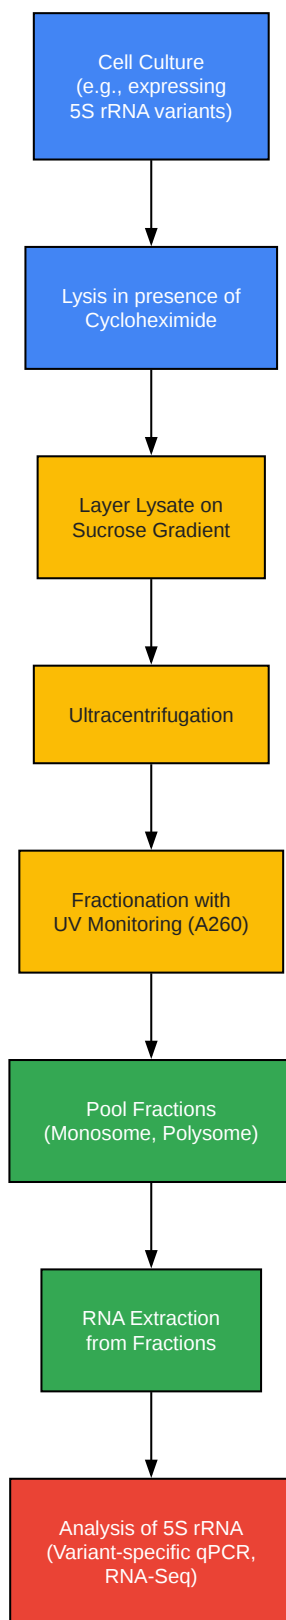 Cell Culture
(e.g., expressing
5S rRNA variants)
Lysis in presence of
Cycloheximide
Layer Lysate on
Sucrose Gradient
Ultracentrifugation
Fractionation with
UV Monitoring (A260)
Pool Fractions
(Monosome, Polysome)
RNA Extraction
from Fractions
Analysis of 5S rRNA
(Variant-specific qPCR,
RNA-Seq)